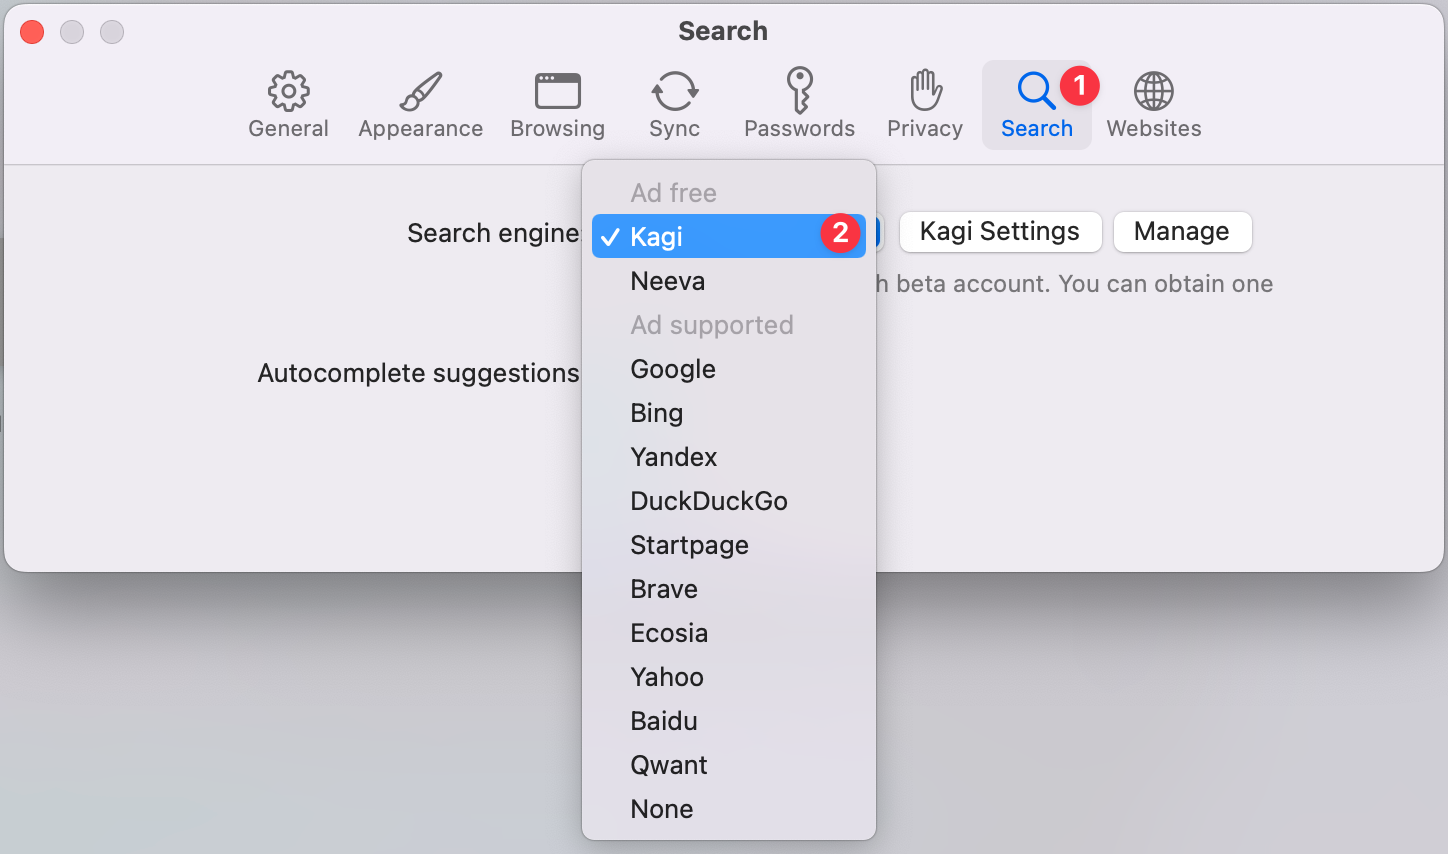 Search
General
Appearance
Browsing
Sync
Passwords
Privacy
Search
1
Websites
Search engine:
Ad free
✓ Kagi
2
Kagi Settings
Manage
Neeva
beta account. You can obtain one
Ad supported
Autocomplete suggestions
Google
Bing
Yandex
DuckDuckGo
Startpage
Brave
Ecosia
Yahoo
Baidu
Qwant
None